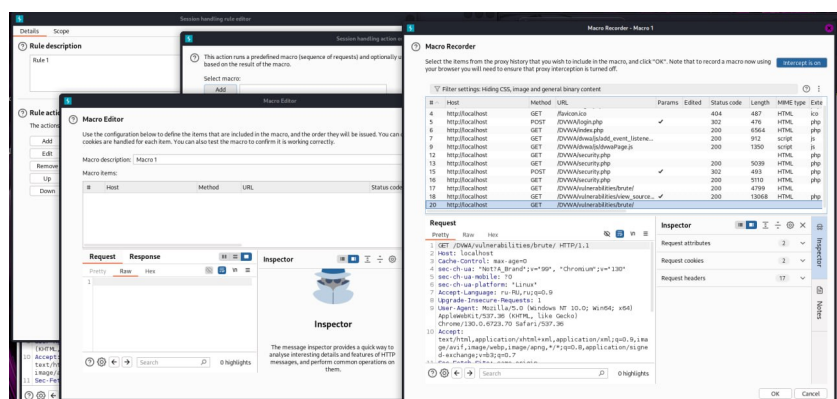 Session handling rule editor
Details Scope
Rule description
Rule 1
The actions
Add
Edit
Remove
Up
Down
Session handling action
This action runs a predefined macro (sequence of requests) and optionally
based on the result of the macro.
Select macro:
Add
Macro Editor
Macro Editor
Use the configuration below to define the items that are included in the macro, and the order they will be issued. You can
cookies are handled for each item. You can also test the macro to confirm it is working correctly.
Macro description: Macro 1
Macro items:
# Host Method URL Status code
Request Response
Pretty Raw Hex
1
Search
0 highlights
Inspector
Inspector
The message inspector provides a quick way to
analyse interesting details and features of HTTP
messages, and perform common operations on
them.
10 Accept:
Macro Recorder - Macro 1
Macro Recorder
Select the items from the proxy history that you wish to include in the macro, and click "OK". Note that to record a macro now using
your browser you will need to ensure that proxy interception is turned off.
Intercept is on
Filter settings: Hiding CSS, image and general binary content
# Host Method URL Params Edited Status code Length MIME type Exte
4 http://localhost GET /favicon.ico 404 487 HTML ico
5 http://localhost POST /DVWA/login.php ✓ 302 476 HTML php
6 http://localhost GET /DVWA/index.php 200 6564 HTML php
7 http://localhost GET /DVWA/dvwa/js/add_event_listene... 200 912 script js
9 http://localhost GET /DVWA/dvwa/js/dvwaPage.js 200 1350 script js
12 http://localhost GET /DVWA/security.php HTML php
13 http://localhost GET /DVWA/security.php 200 5039 HTML php
15 http://localhost POST /DVWA/security.php ✓ 302 493 HTML php
16 http://localhost GET /DVWA/security.php 200 5110 HTML php
17 http://localhost GET /DVWA/vulnerabilities/brute/ 200 4799 HTML
18 http://localhost GET /DVWA/vulnerabilities/view_source... ✓ 200 13068 HTML php
20 http://localhost GET /DVWA/vulnerabilities/brute/
Request
Pretty Raw Hex
1 GET /DVWA/vulnerabilities/brute/ HTTP/1.1
2 Host: localhost
3 Cache-Control: max-age=0
4 sec-ch-ua: "Not?A_Brand";v="99", "Chromium";v="130"
5 sec-ch-ua-mobile: ?0
6 sec-ch-ua-platform: "Linux"
7 Accept-Language: ru-RU,ru;q=0.9
8 Upgrade-Insecure-Requests: 1
9 User-Agent: Mozilla/5.0 (Windows NT 10.0; Win64; x64)
AppleWebKit/537.36 (KHTML, like Gecko)
Chrome/130.0.6723.70 Safari/537.36
10 Accept:
text/html,application/xhtml+xml,application/xml;q=0.9,ima
ge/avif,image/webp,image/apng,*/*;q=0.8,application/signe
d-exchange;v=b3;q=0.7
Search
0 highlights
Inspector
Request attributes 2
Request cookies 2
Request headers 17
Inspector
Notes
OK
Cancel